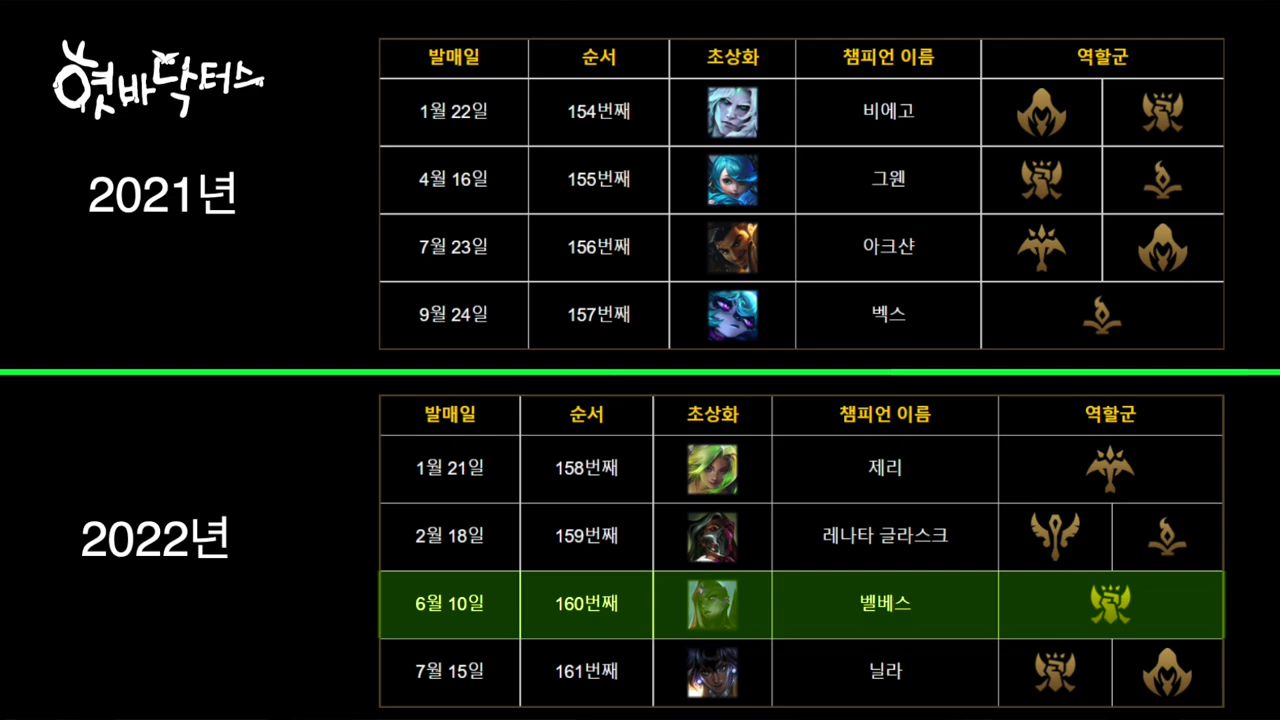 혓바닥터스
2021년
발매일 순서 초상화 챔피언 이름 역할군
1월 22일 154번째 비에고
4월 16일 155번째 그웬
7월 23일 156번째 아크샨
9월 24일 157번째 벡스
2022년
발매일 순서 초상화 챔피언 이름 역할군
1월 21일 158번째 제리
2월 18일 159번째 레나타 글라스크
6월 10일 160번째 벨베스
7월 15일 161번째 닐라